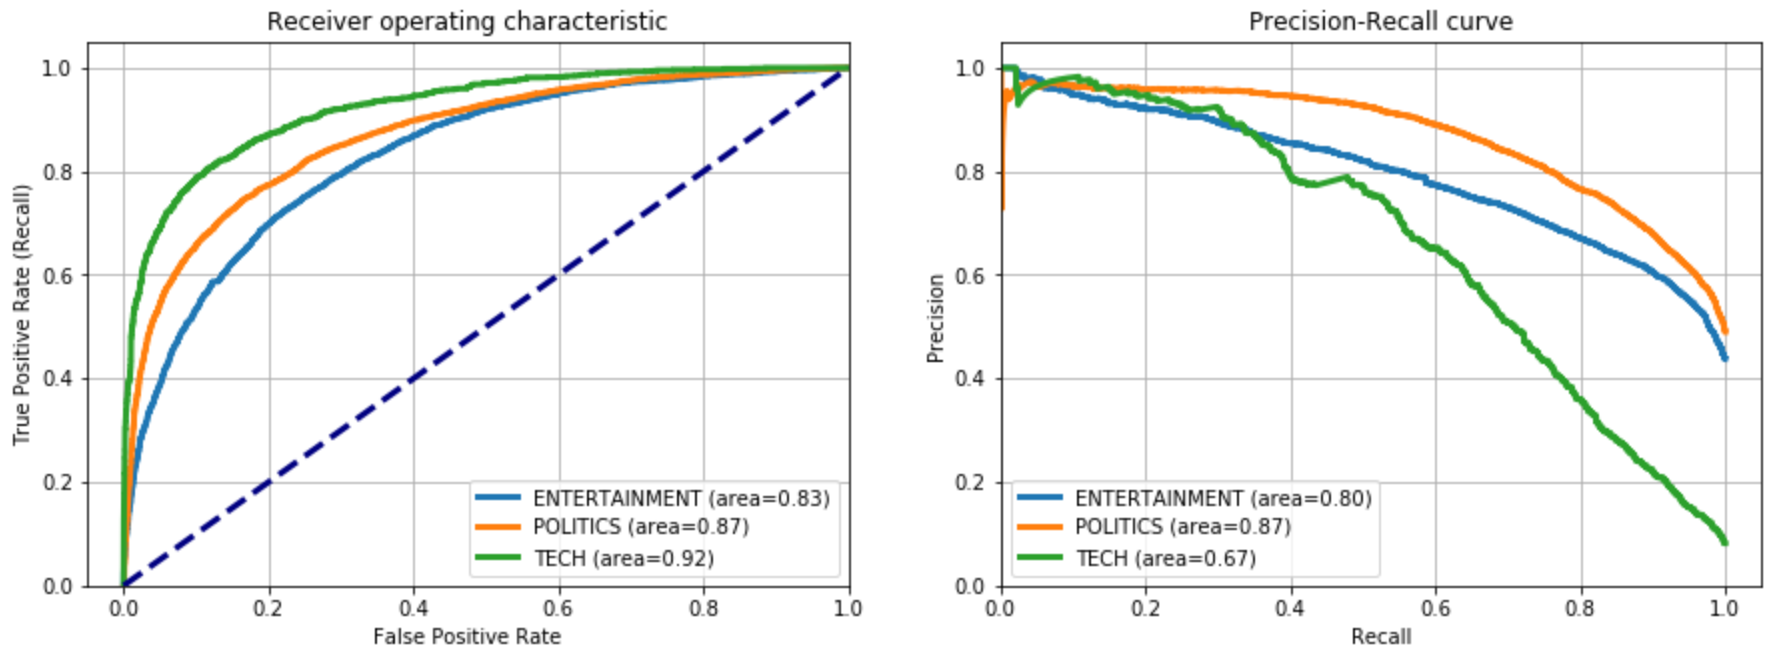 Receiver operating characteristic
1.0
0.8
0.6
0.4
0.2
0.0
True Positive Rate (Recall)
ENTERTAINMENT (area=0.83)
POLITICS (area=0.87)
TECH (area=0.92)
0.0 0.2 0.4 0.6 0.8 1.0
False Positive Rate
Precision-Recall curve
1.0
0.8
0.6
0.4
0.2
0.0
Precision
ENTERTAINMENT (area=0.80)
POLITICS (area=0.87)
TECH (area=0.67)
0.0 0.2 0.4 0.6 0.8 1.0
Recall